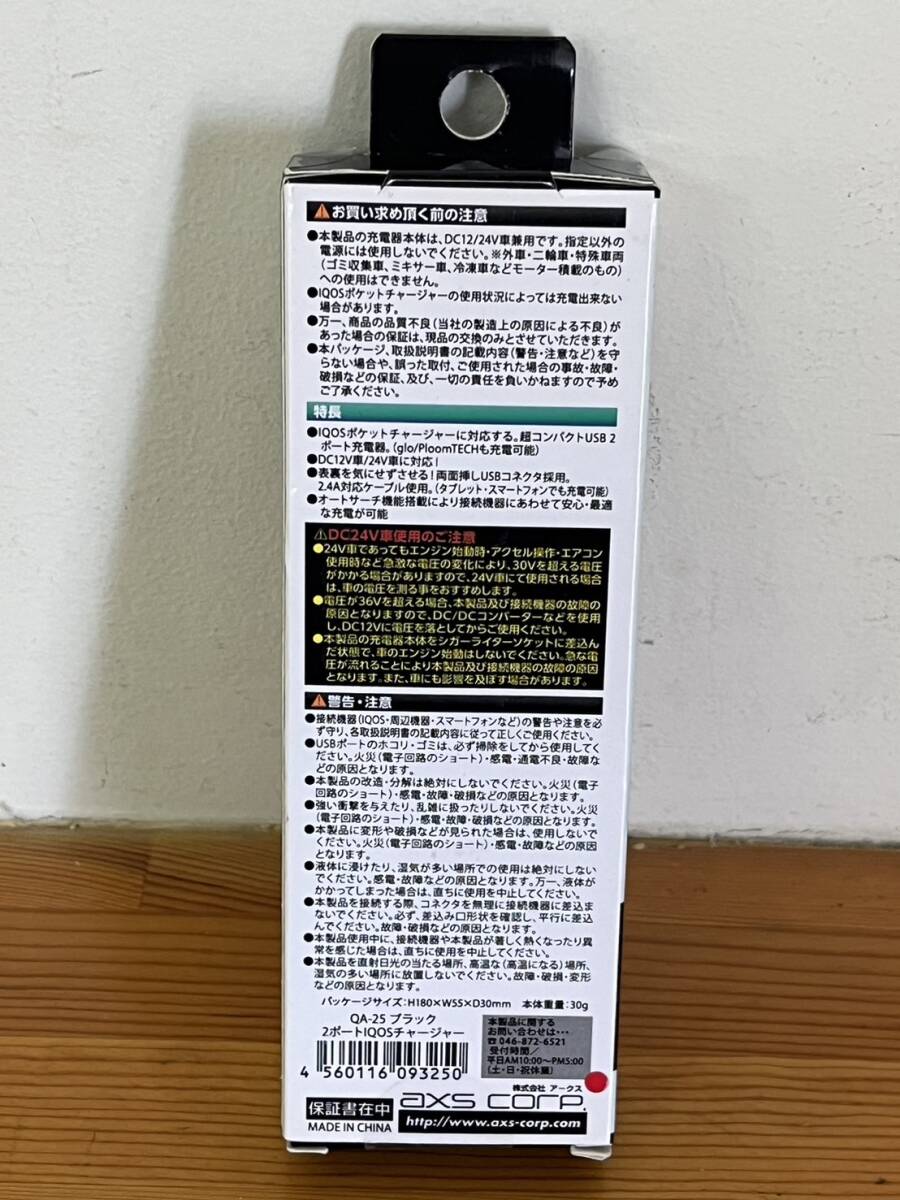 ⚠お買い求め頂く前の注意
●本製品の充電器本体は、DC12/24V車兼用です。指定以外の
電源には使用しないでください。※外車・二輪車・特殊車両
(ゴミ収集車、ミキサー車、冷凍車などモーター積載のもの)
への使用はできません。
●IQOSポケットチャージャーの使用状況によっては充電出来ない
場合があります。
●万一、商品の品質不良(当社の製造上の原因による不良)が
あった場合の保証は、現品の交換のみとさせていただきます。
●本パッケージ、取扱説明書の記載内容(警告・注意など)を守
らない場合や、誤った取付、ご使用された場合の事故・故障・
破損などの保証、及び、一切の責任を負いかねますので予め
ご了承ください。
特長
●IQOSポケットチャージャーに対応する。超コンパクトUSB 2
ポート充電器。(glo/PloomTECHも充電可能)
●DC12V車/24V車に対応!
●表裏を気にせずさせる!両面挿しUSBコネクタ採用。
2.4A対応ケーブル使用。(タブレット・スマートフォンでも充電可能)
●オートサーチ機能搭載により接続機器にあわせて安心・最適
な充電が可能
⚠DC24V車使用のご注意
●24V車であってもエンジン始動時・アクセル操作・エアコン
使用時など急激な電圧の変化により、30Vを超える電圧
がかかる場合がありますので、24V車にて使用される場合
は、車の電圧を測る事をおすすめします。
●電圧が36Vを超える場合、本製品及び接続機器の故障の
原因となりますので、DC/DCコンバーターなどを使用
し、DC12Vに電圧を落としてからご使用ください。
●本製品の充電器本体をシガーライターソケットに差込ん
だ状態で、車のエンジン始動はしないでください。急な電
圧が流れることにより本製品及び接続機器の故障の原因
となります。また、車にも影響を及ぼす場合があります。
⚠警告・注意
●接続機器(IQOS・周辺機器・スマートフォンなど)の警告や注意を必
ず守り、各取扱説明書の記載内容に従って正しくご使用ください。
●USBポートのホコリ・ゴミは、必ず掃除をしてから使用してく
ださい。火災(電子回路のショート)・感電・通電不良・故障な
どの原因となります。
●本製品の改造・分解は絶対にしないでください。火災(電子
回路のショート)・感電・故障・破損などの原因となります。
●強い衝撃を与えたり、乱雑に扱ったりしないでください。火災
(電子回路のショート)・感電・故障・破損などの原因となります。
●本製品に変形や破損などが見られた場合は、使用しないで
ください。火災(電子回路のショート)・感電・故障などの原因
となります。
●液体に浸けたり、湿気が多い場所での使用は絶対にしない
でください。感電・故障などの原因となります。万一、液体が
かかってしまった場合は、直ちに使用を中止してください。
●本製品を接続する際、コネクタを無理に接続機器に差込ま
ないでください。必ず、差込み口形状を確認し、平行に差込
んでください。故障・破損などの原因となります。
●本製品使用中に、接続機器や本製品が著しく熱くなったり異
常を感じた場合は、直ちに使用を中止してください。
●本製品を直射日光の当たる場所、高温な(高温になる)場所、
湿気の多い場所に放置しないでください。故障・破損・変形
などの原因となります。
パッケージサイズ:H180×W55×D30mm 本体重量:30g
QA-25 ブラック
2ポートIQOSチャージャー
4 560116 093250
本製品に関する
お問い合わせは・・・
☎046-872-6521
受付時間/
平日AM10:00〜PM5:00
(土・日・祝休業)
保証書在中
MADE IN CHINA
株式会社 アークス
axs corp.
http://www.axs-corp.com